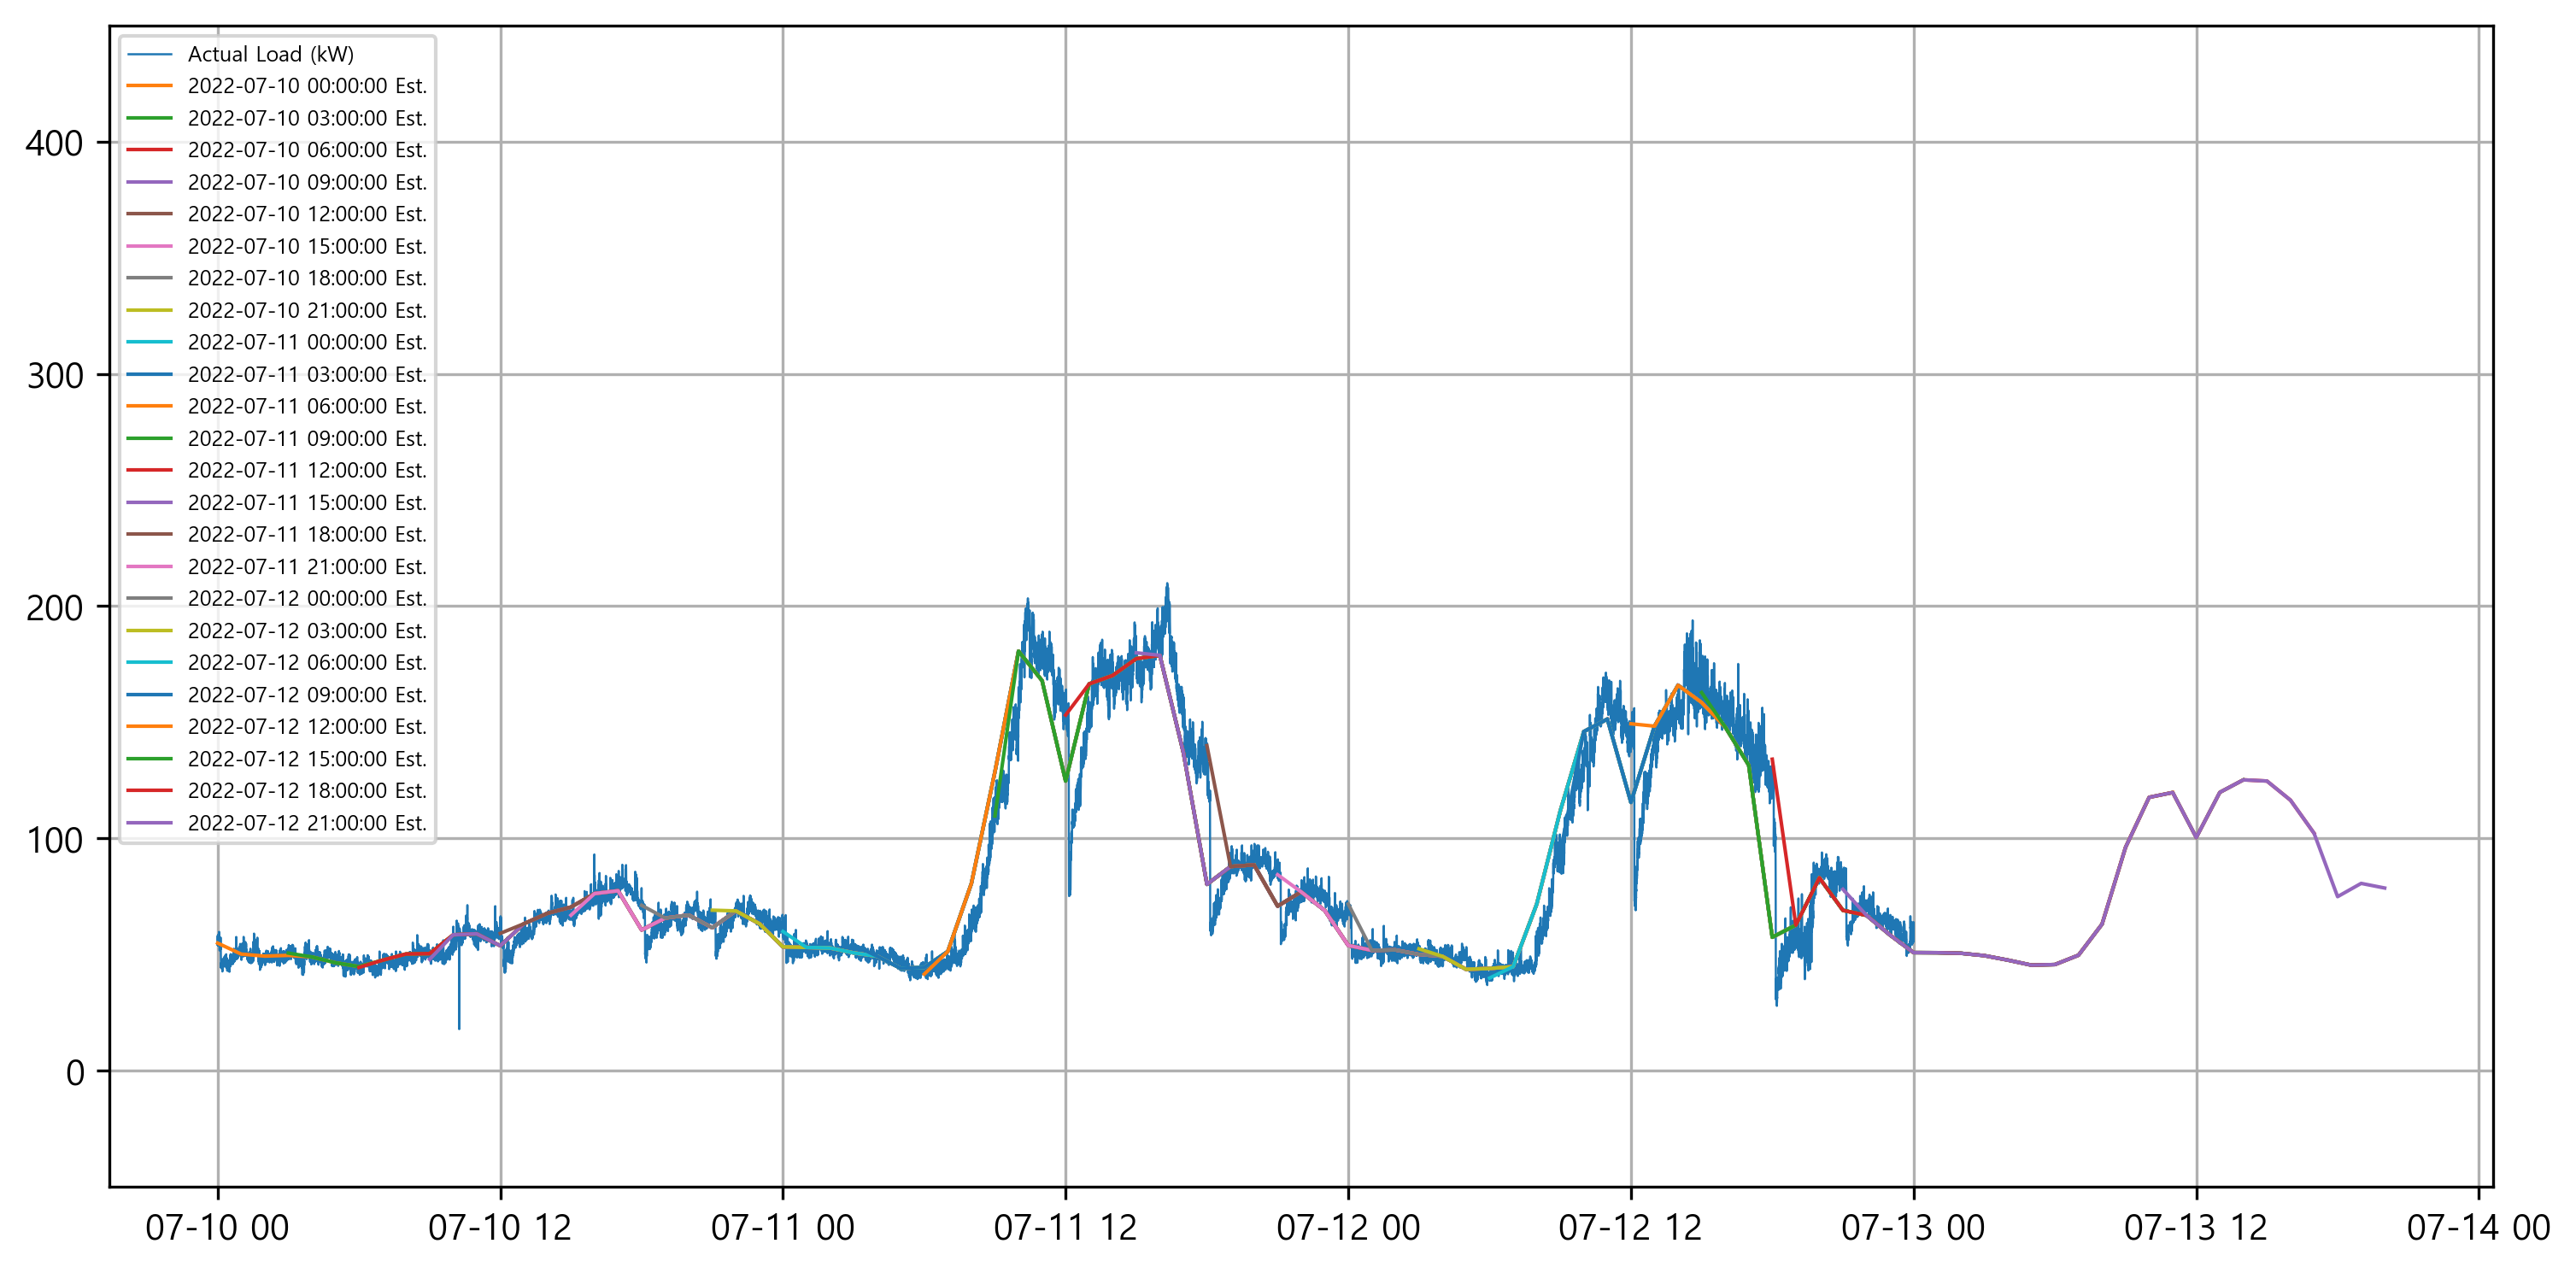 Actual Load (kW)
2022-07-10 00:00:00 Est.
2022-07-10 03:00:00 Est.
2022-07-10 06:00:00 Est.
2022-07-10 09:00:00 Est.
2022-07-10 12:00:00 Est.
2022-07-10 15:00:00 Est.
2022-07-10 18:00:00 Est.
2022-07-10 21:00:00 Est.
2022-07-11 00:00:00 Est.
2022-07-11 03:00:00 Est.
2022-07-11 06:00:00 Est.
2022-07-11 09:00:00 Est.
2022-07-11 12:00:00 Est.
2022-07-11 15:00:00 Est.
2022-07-11 18:00:00 Est.
2022-07-11 21:00:00 Est.
2022-07-12 00:00:00 Est.
2022-07-12 03:00:00 Est.
2022-07-12 06:00:00 Est.
2022-07-12 09:00:00 Est.
2022-07-12 12:00:00 Est.
2022-07-12 15:00:00 Est.
2022-07-12 18:00:00 Est.
2022-07-12 21:00:00 Est.
400
300
200
100
0
07-10 00 07-10 12 07-11 00 07-11 12 07-12 00 07-12 12 07-13 00 07-13 12 07-14 00